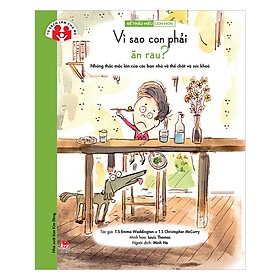 ĐỂ THẤU HIỂU CON HƠN
Vì sao con phải
ăn rau?
Những thắc mắc lớn của các bạn nhỏ về thể chất và sức khoẻ
Tác giả: T.S Emma Waddington & T.S Christopher McCurry
Minh họa: Louis Thomas
Người dịch: Minh Hà
Nhà xuất bản Kim Đồng